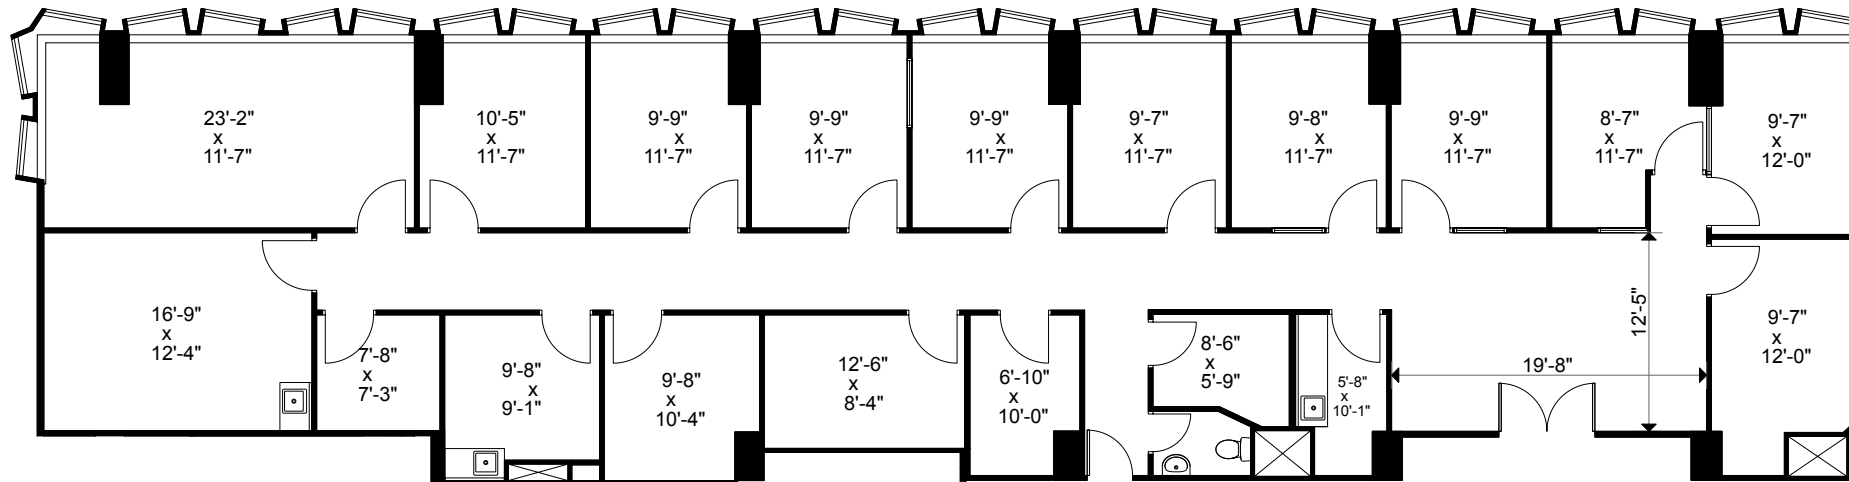 23'-2"
x
11'-7"
10'-5"
x
11'-7"
9'-9"
x
11'-7"
9'-9"
x
11'-7"
9'-9"
x
11'-7"
9'-7"
x
11'-7"
9'-8"
x
11'-7"
9'-9"
x
11'-7"
8'-7"
x
11'-7"
9'-7"
x
12'-0"
16'-9"
x
12'-4"
7'-8"
x
7'-3"
9'-8"
x
9'-1"
9'-8"
x
10'-4"
12'-6"
x
8'-4"
6'-10"
x
10'-0"
8'-6"
x
5'-9"
5'-8"
x
10'-1"
19'-8"
12'-5"
9'-7"
x
12'-0"